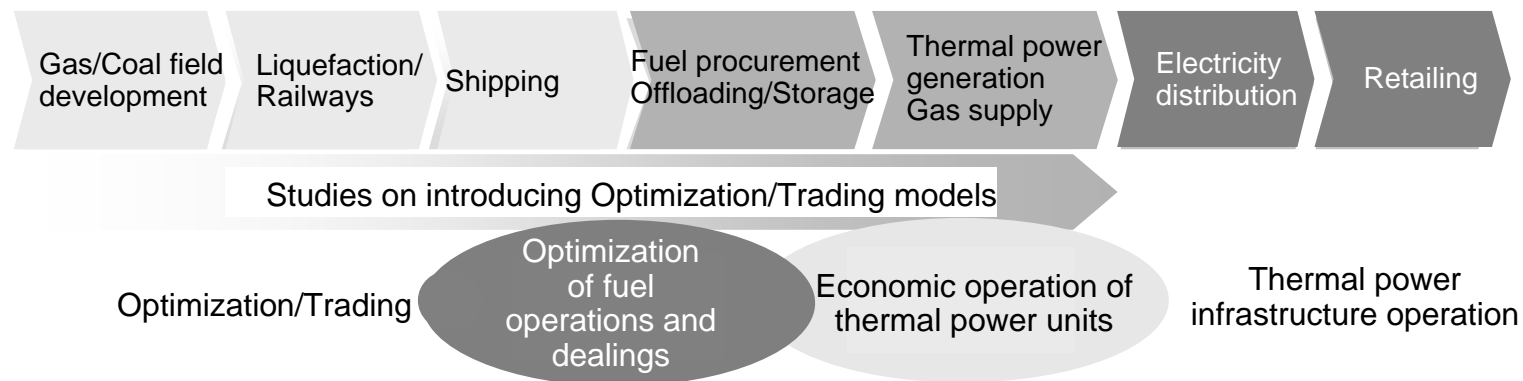 Gas/Coal field
development
Liquefaction/
Railways
Shipping
Fuel procurement
Offloading/Storage
Thermal power
generation
Gas supply
Electricity
distribution
Retailing
Studies on introducing Optimization/Trading models
Optimization/Trading
Optimization
of fuel
operations and
dealings
Economic operation of
thermal power units
Thermal power
infrastructure operation